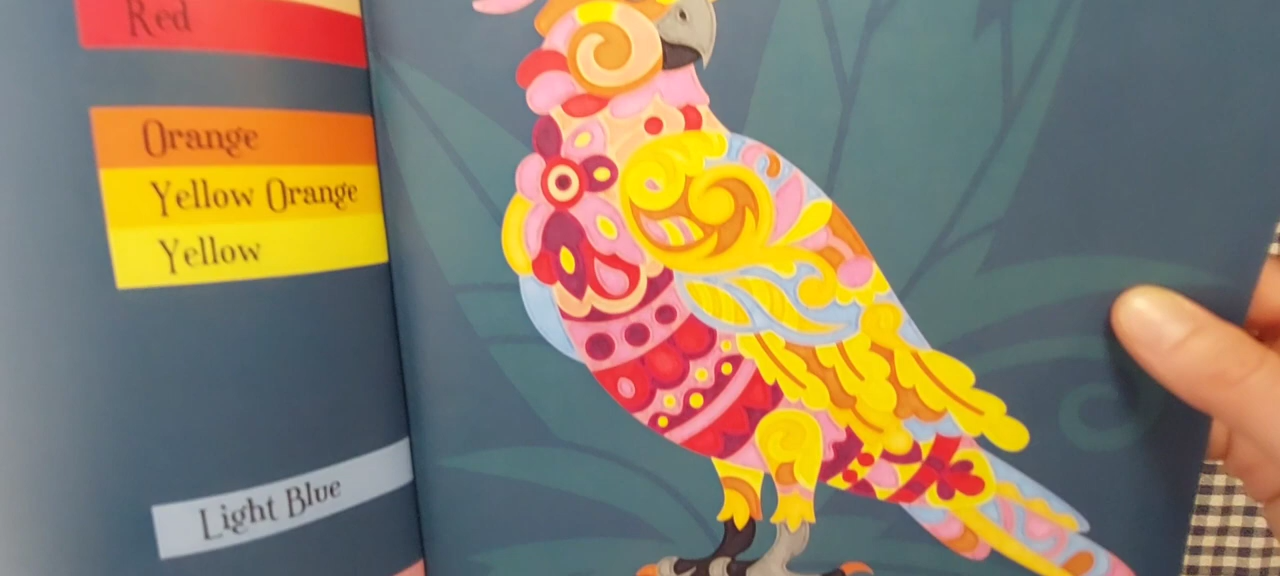 Red
Orange
Yellow Orange
Yellow
Light Blue